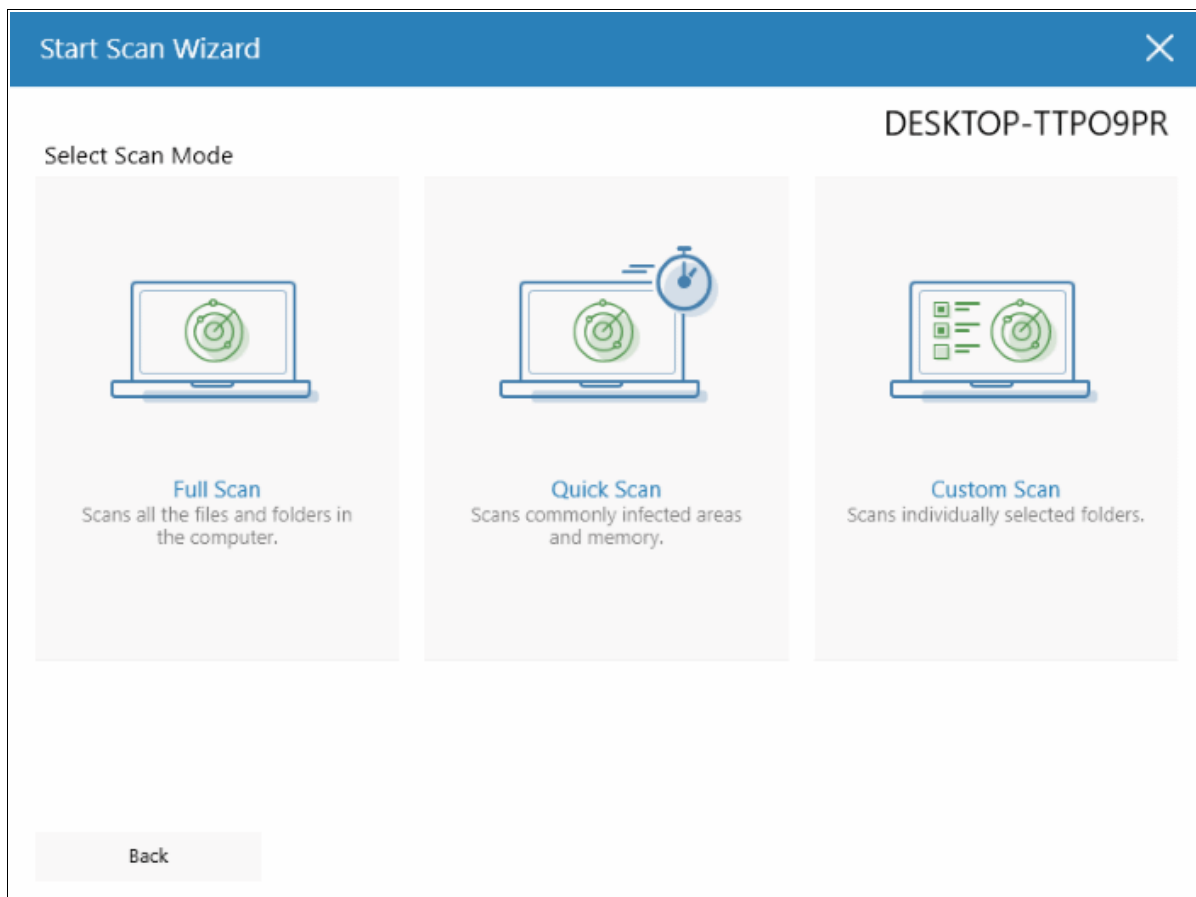 Start Scan Wizard
DESKTOP-TTPO9PR
Select Scan Mode
Full Scan
Scans all the files and folders in
the computer.
Quick Scan
Scans commonly infected areas
and memory.
Custom Scan
Scans individually selected folders.
Back